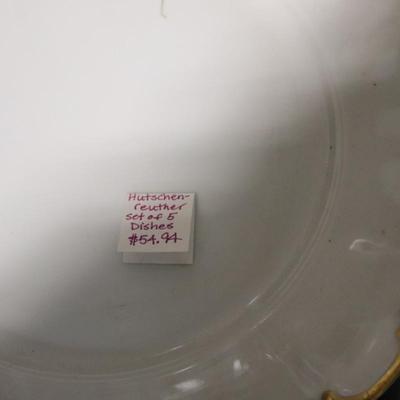 Hutschen-
reuther
set of 5
Dishes
$54.94